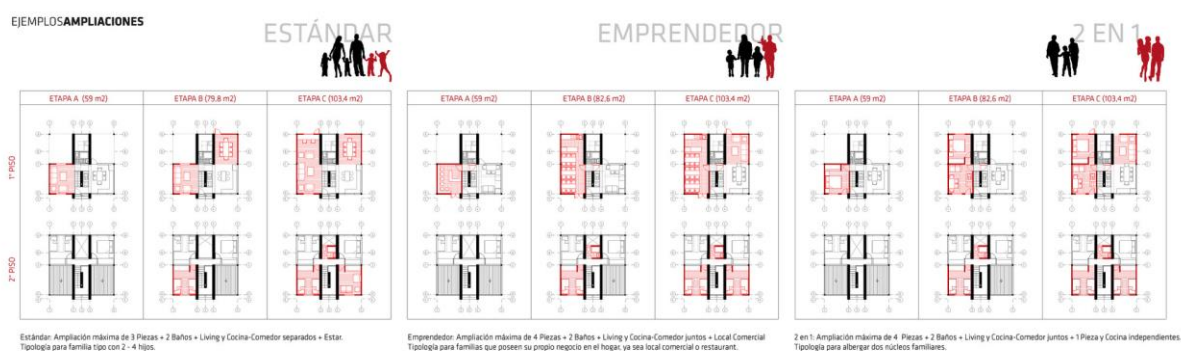 EJEMPLOSAMPLIACIONES
ESTÁNDAR
EMPRENDEDOR
2 EN 1
ETAPA A (59 m2)
ETAPA B (79,8 m2)
ETAPA C (103,4 m2)
ETAPA A (59 m2)
ETAPA B (82,6 m2)
ETAPA C (103,4 m2)
ETAPA A (59 m2)
ETAPA B (82,6 m2)
ETAPA C (103,4 m2)
1° PISO
2° PISO
Estándar: Ampliación máxima de 3 Piezas + 2 Baños + Living y Cocina-Comedor separados + Estar.
Tipología para familia tipo con 2 - 4 hijos.
Emprendedor: Ampliación máxima de 4 Piezas + 2 Baños + Living y Cocina-Comedor juntos + Local Comercial
Tipología para familias que poseen su propio negocio en el hogar, ya sea local comercial o restaurant.
2 en 1: Ampliación máxima de 4 Piezas + 2 Baños + Living y Cocina-Comedor juntos + 1 Pieza y Cocina independientes.
Tipología para albergar dos núcleos familiares.